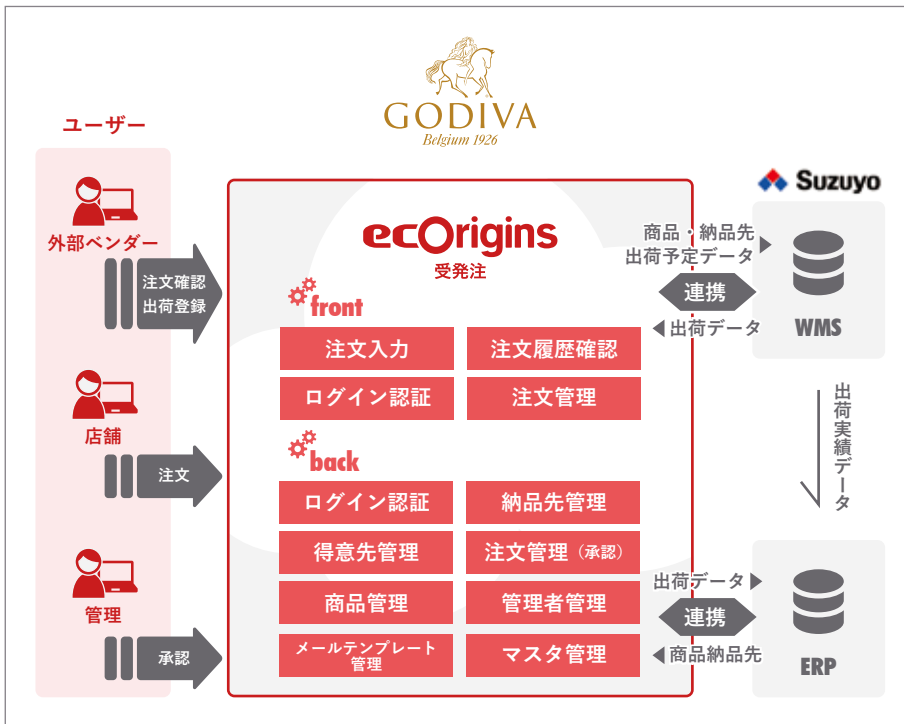 GODIVA
Belgium 1926
ユーザー
外部ベンダー
注文確認
出荷登録
店舗
注文
管理
承認
ecOrigins
受発注
front
注文入力
注文履歴確認
ログイン認証
注文管理
back
ログイン認証
納品先管理
得意先管理
注文管理（承認）
商品管理
管理者管理
メールテンプレート
管理
マスタ管理
Suzuyo
商品・納品先
出荷予定データ
連携
出荷データ
WMS
出荷実績データ
出荷データ
連携
商品納品先
ERP